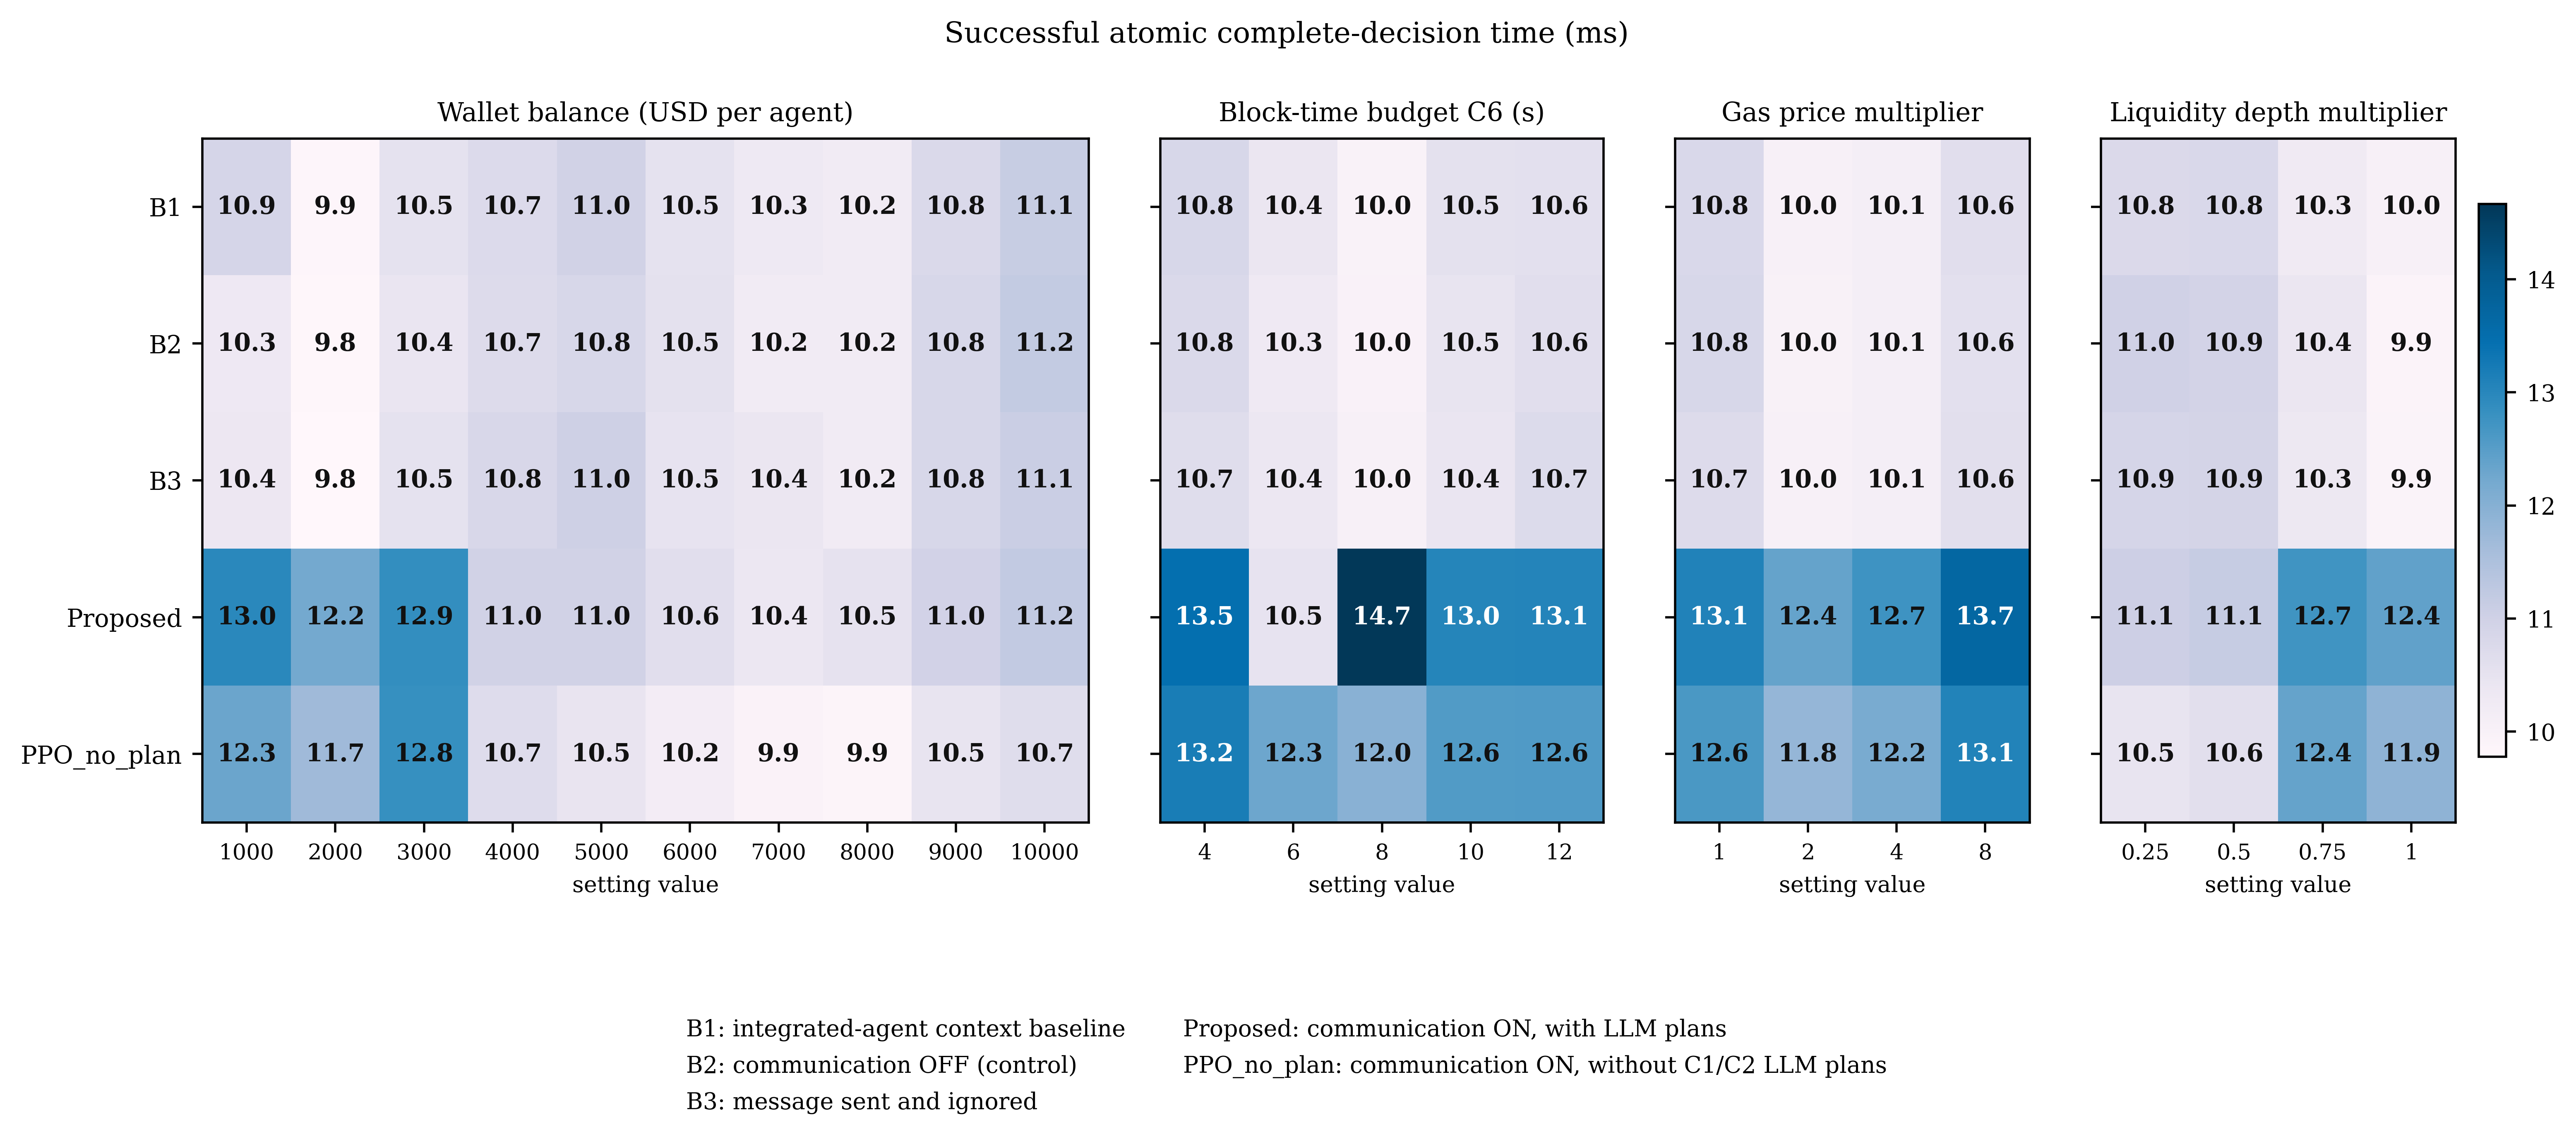 Successful atomic complete-decision time (ms)
Wallet balance (USD per agent)
B1 10.9 9.9 10.5 10.7 11.0 10.5 10.3 10.2 10.8 11.1
B2 10.3 9.8 10.4 10.7 10.8 10.5 10.2 10.2 10.8 11.2
B3 10.4 9.8 10.5 10.8 11.0 10.5 10.4 10.2 10.8 11.1
Proposed 13.0 12.2 12.9 11.0 11.0 10.6 10.4 10.5 11.0 11.2
PPO_no_plan 12.3 11.7 12.8 10.7 10.5 10.2 9.9 9.9 10.5 10.7
1000 2000 3000 4000 5000 6000 7000 8000 9000 10000
setting value
Block-time budget C6 (s)
10.8 10.4 10.0 10.5 10.6
10.8 10.3 10.0 10.5 10.6
10.7 10.4 10.0 10.4 10.7
13.5 10.5 14.7 13.0 13.1
13.2 12.3 12.0 12.6 12.6
4 6 8 10 12
setting value
Gas price multiplier
10.8 10.0 10.1 10.6
10.8 10.0 10.1 10.6
10.7 10.0 10.1 10.6
13.1 12.4 12.7 13.7
12.6 11.8 12.2 13.1
1 2 4 8
setting value
Liquidity depth multiplier
10.8 10.8 10.3 10.0
11.0 10.9 10.4 9.9
10.9 10.9 10.3 9.9
11.1 11.1 12.7 12.4
10.5 10.6 12.4 11.9
0.25 0.5 0.75 1
setting value
14
13
12
11
10
B1: integrated-agent context baseline
B2: communication OFF (control)
B3: message sent and ignored
Proposed: communication ON, with LLM plans
PPO_no_plan: communication ON, without C1/C2 LLM plans